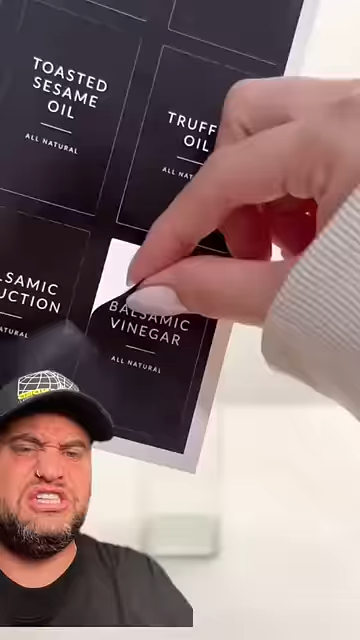 TOASTED
SESAME
OIL
ALL NATURAL
TRUFF
OIL
ALL NAT
LSAMIC
UCTION
NATURAL
BALSAMIC
VINEGAR
ALL NATURAL